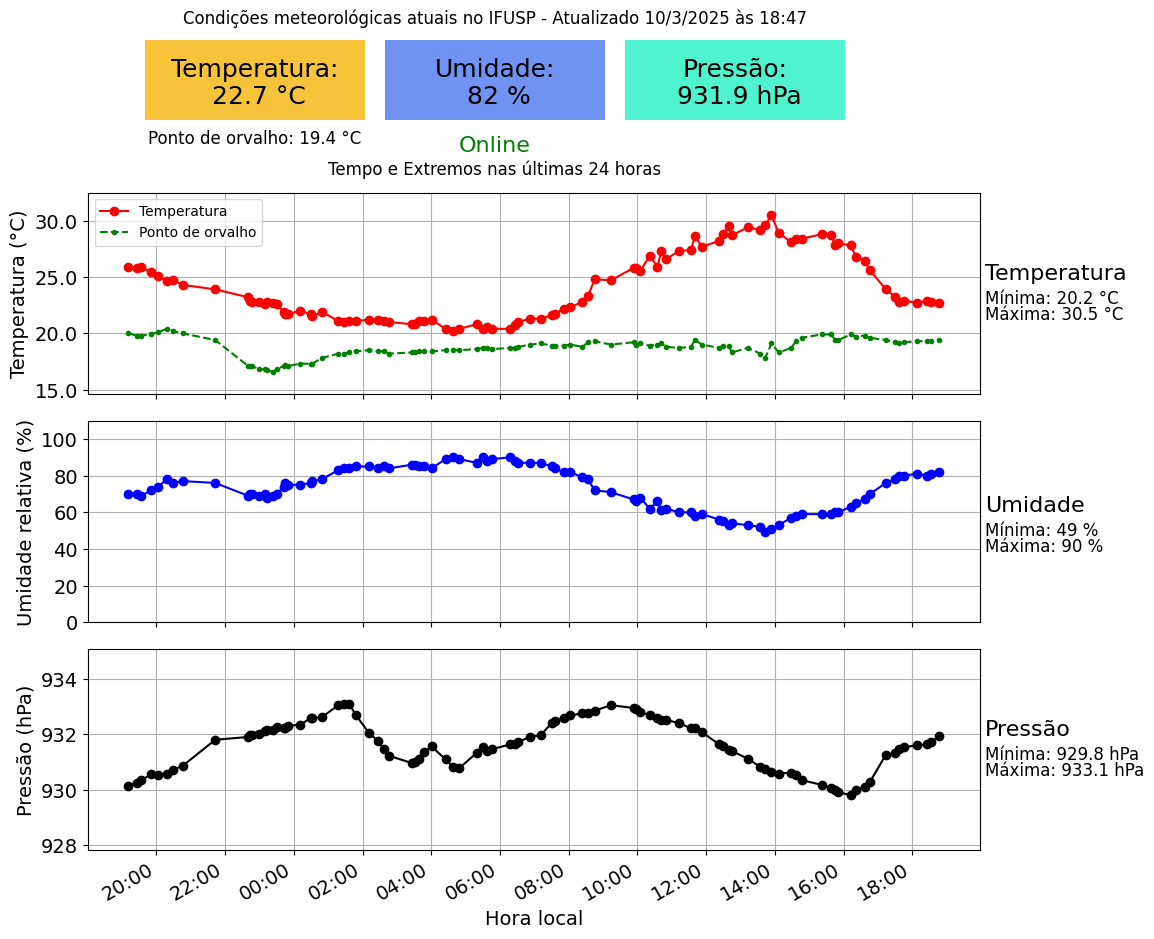 Condições meteorológicas atuais no IFUSP - Atualizado 10/3/2025 às 18:47
Temperatura:
22.7 °C
Umidade:
82 %
Pressão:
931.9 hPa
Ponto de orvalho: 19.4 °C
Online
Tempo e Extremos nas últimas 24 horas
Temperatura
Ponto de orvalho
Temperatura (°C)
30.0
25.0
20.0
15.0
Temperatura
Mínima: 20.2 °C
Máxima: 30.5 °C
Umidade relativa (%)
100
80
60
40
20
0
Umidade
Mínima: 49 %
Máxima: 90 %
Pressão (hPa)
934
932
930
928
Pressão
Mínima: 929.8 hPa
Máxima: 933.1 hPa
20:00 22:00 00:00 02:00 04:00 06:00 08:00 10:00 12:00 14:00 16:00 18:00
Hora local